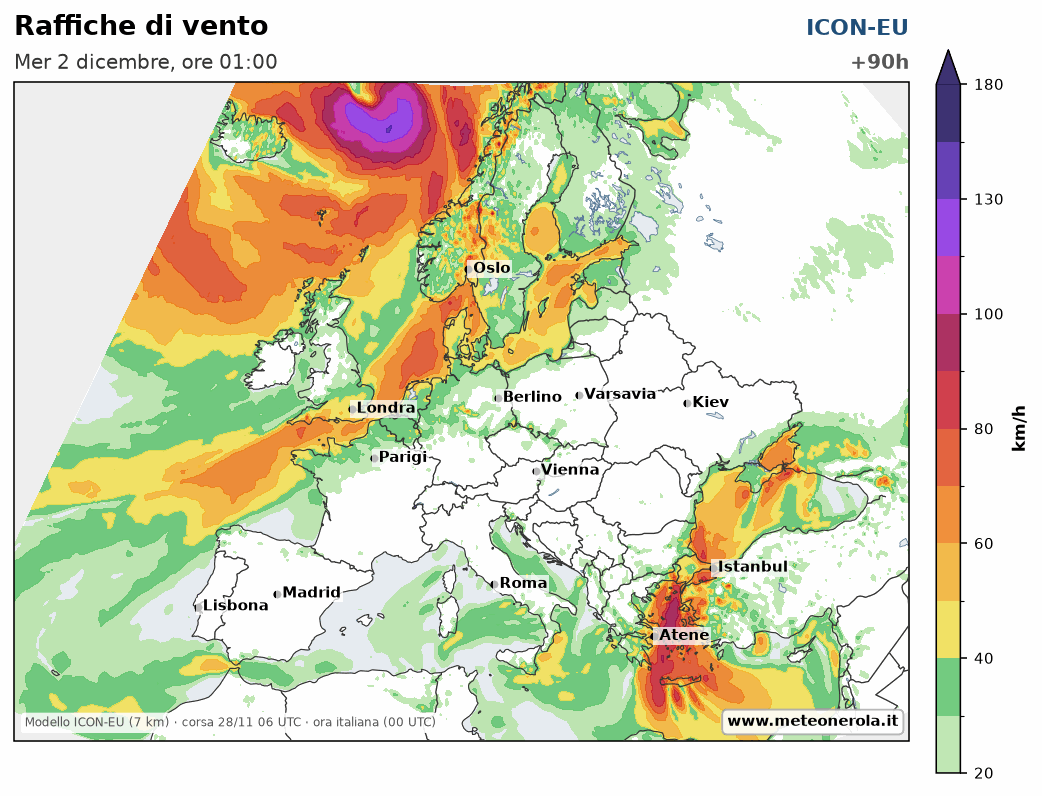 Raffiche di vento
ICON-EU
Mer 2 dicembre, ore 01:00
+90h
180
130
100
80
60
40
20
km/h
Oslo
Londra
Berlino
Varsavia
Kiev
Parigi
Vienna
Istanbul
Roma
Madrid
Lisbona
Atene
Modello ICON-EU (7 km) · corsa 28/11 06 UTC · ora italiana (00 UTC)
www.meteonerola.it